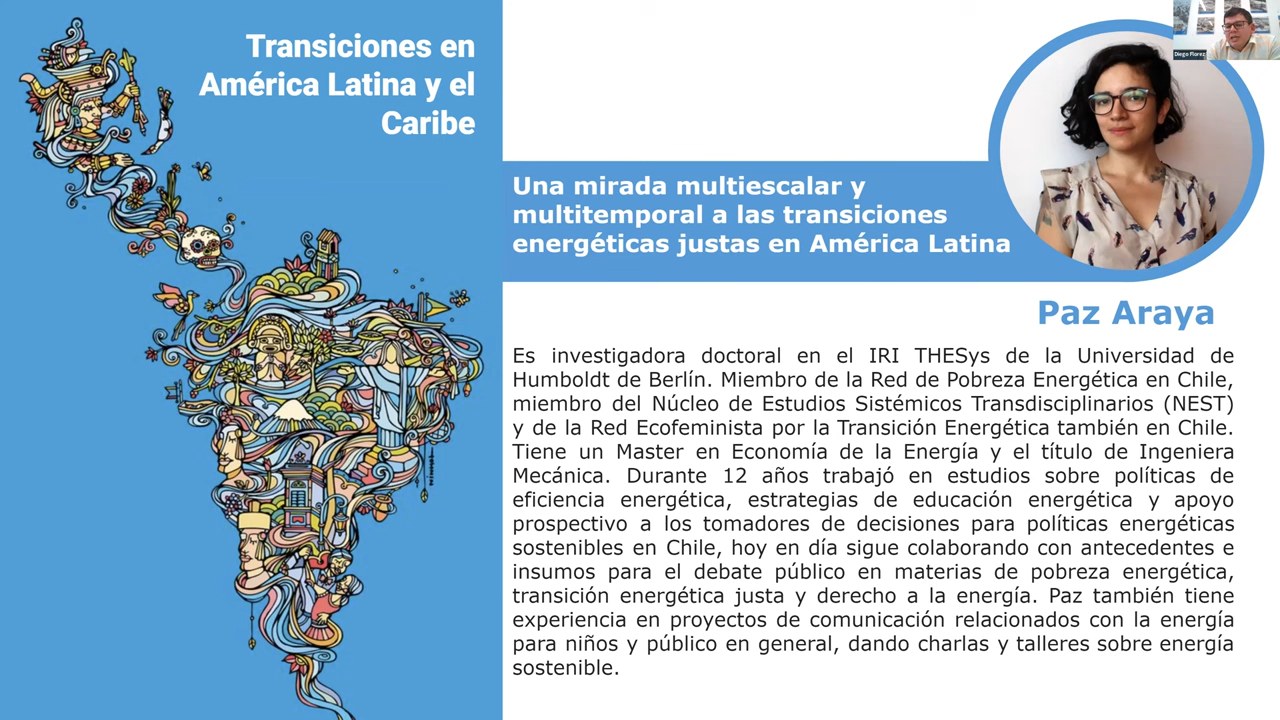 Transiciones en
América Latina y el
Caribe
Diego Florez
Una mirada multiescalar y
multitemporal a las transiciones
energéticas justas en América Latina
Paz Araya
Es investigadora doctoral en el IRI THESys de la Universidad de
Humboldt de Berlín. Miembro de la Red de Pobreza Energética en Chile,
miembro del Núcleo de Estudios Sistémicos Transdisciplinarios (NEST)
y de la Red Ecofeminista por la Transición Energética también en Chile.
Tiene un Master en Economía de la Energía y el título de Ingeniera
Mecánica. Durante 12 años trabajó en estudios sobre políticas de
eficiencia energética, estrategias de educación energética y apoyo
prospectivo a los tomadores de decisiones para políticas energéticas
sostenibles en Chile, hoy en día sigue colaborando con antecedentes e
insumos para el debate público en materias de pobreza energética,
transición energética justa y derecho a la energía. Paz también tiene
experiencia en proyectos de comunicación relacionados con la energía
para niños y público en general, dando charlas y talleres sobre energía
sostenible.